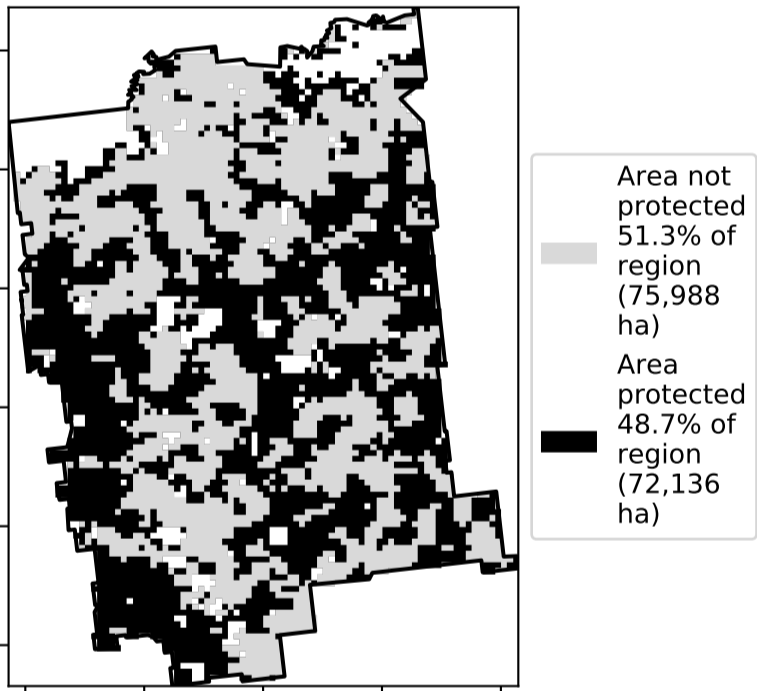 Area not
protected
51.3% of
region
(75,988
ha)
Area
protected
48.7% of
region
(72,136
ha)